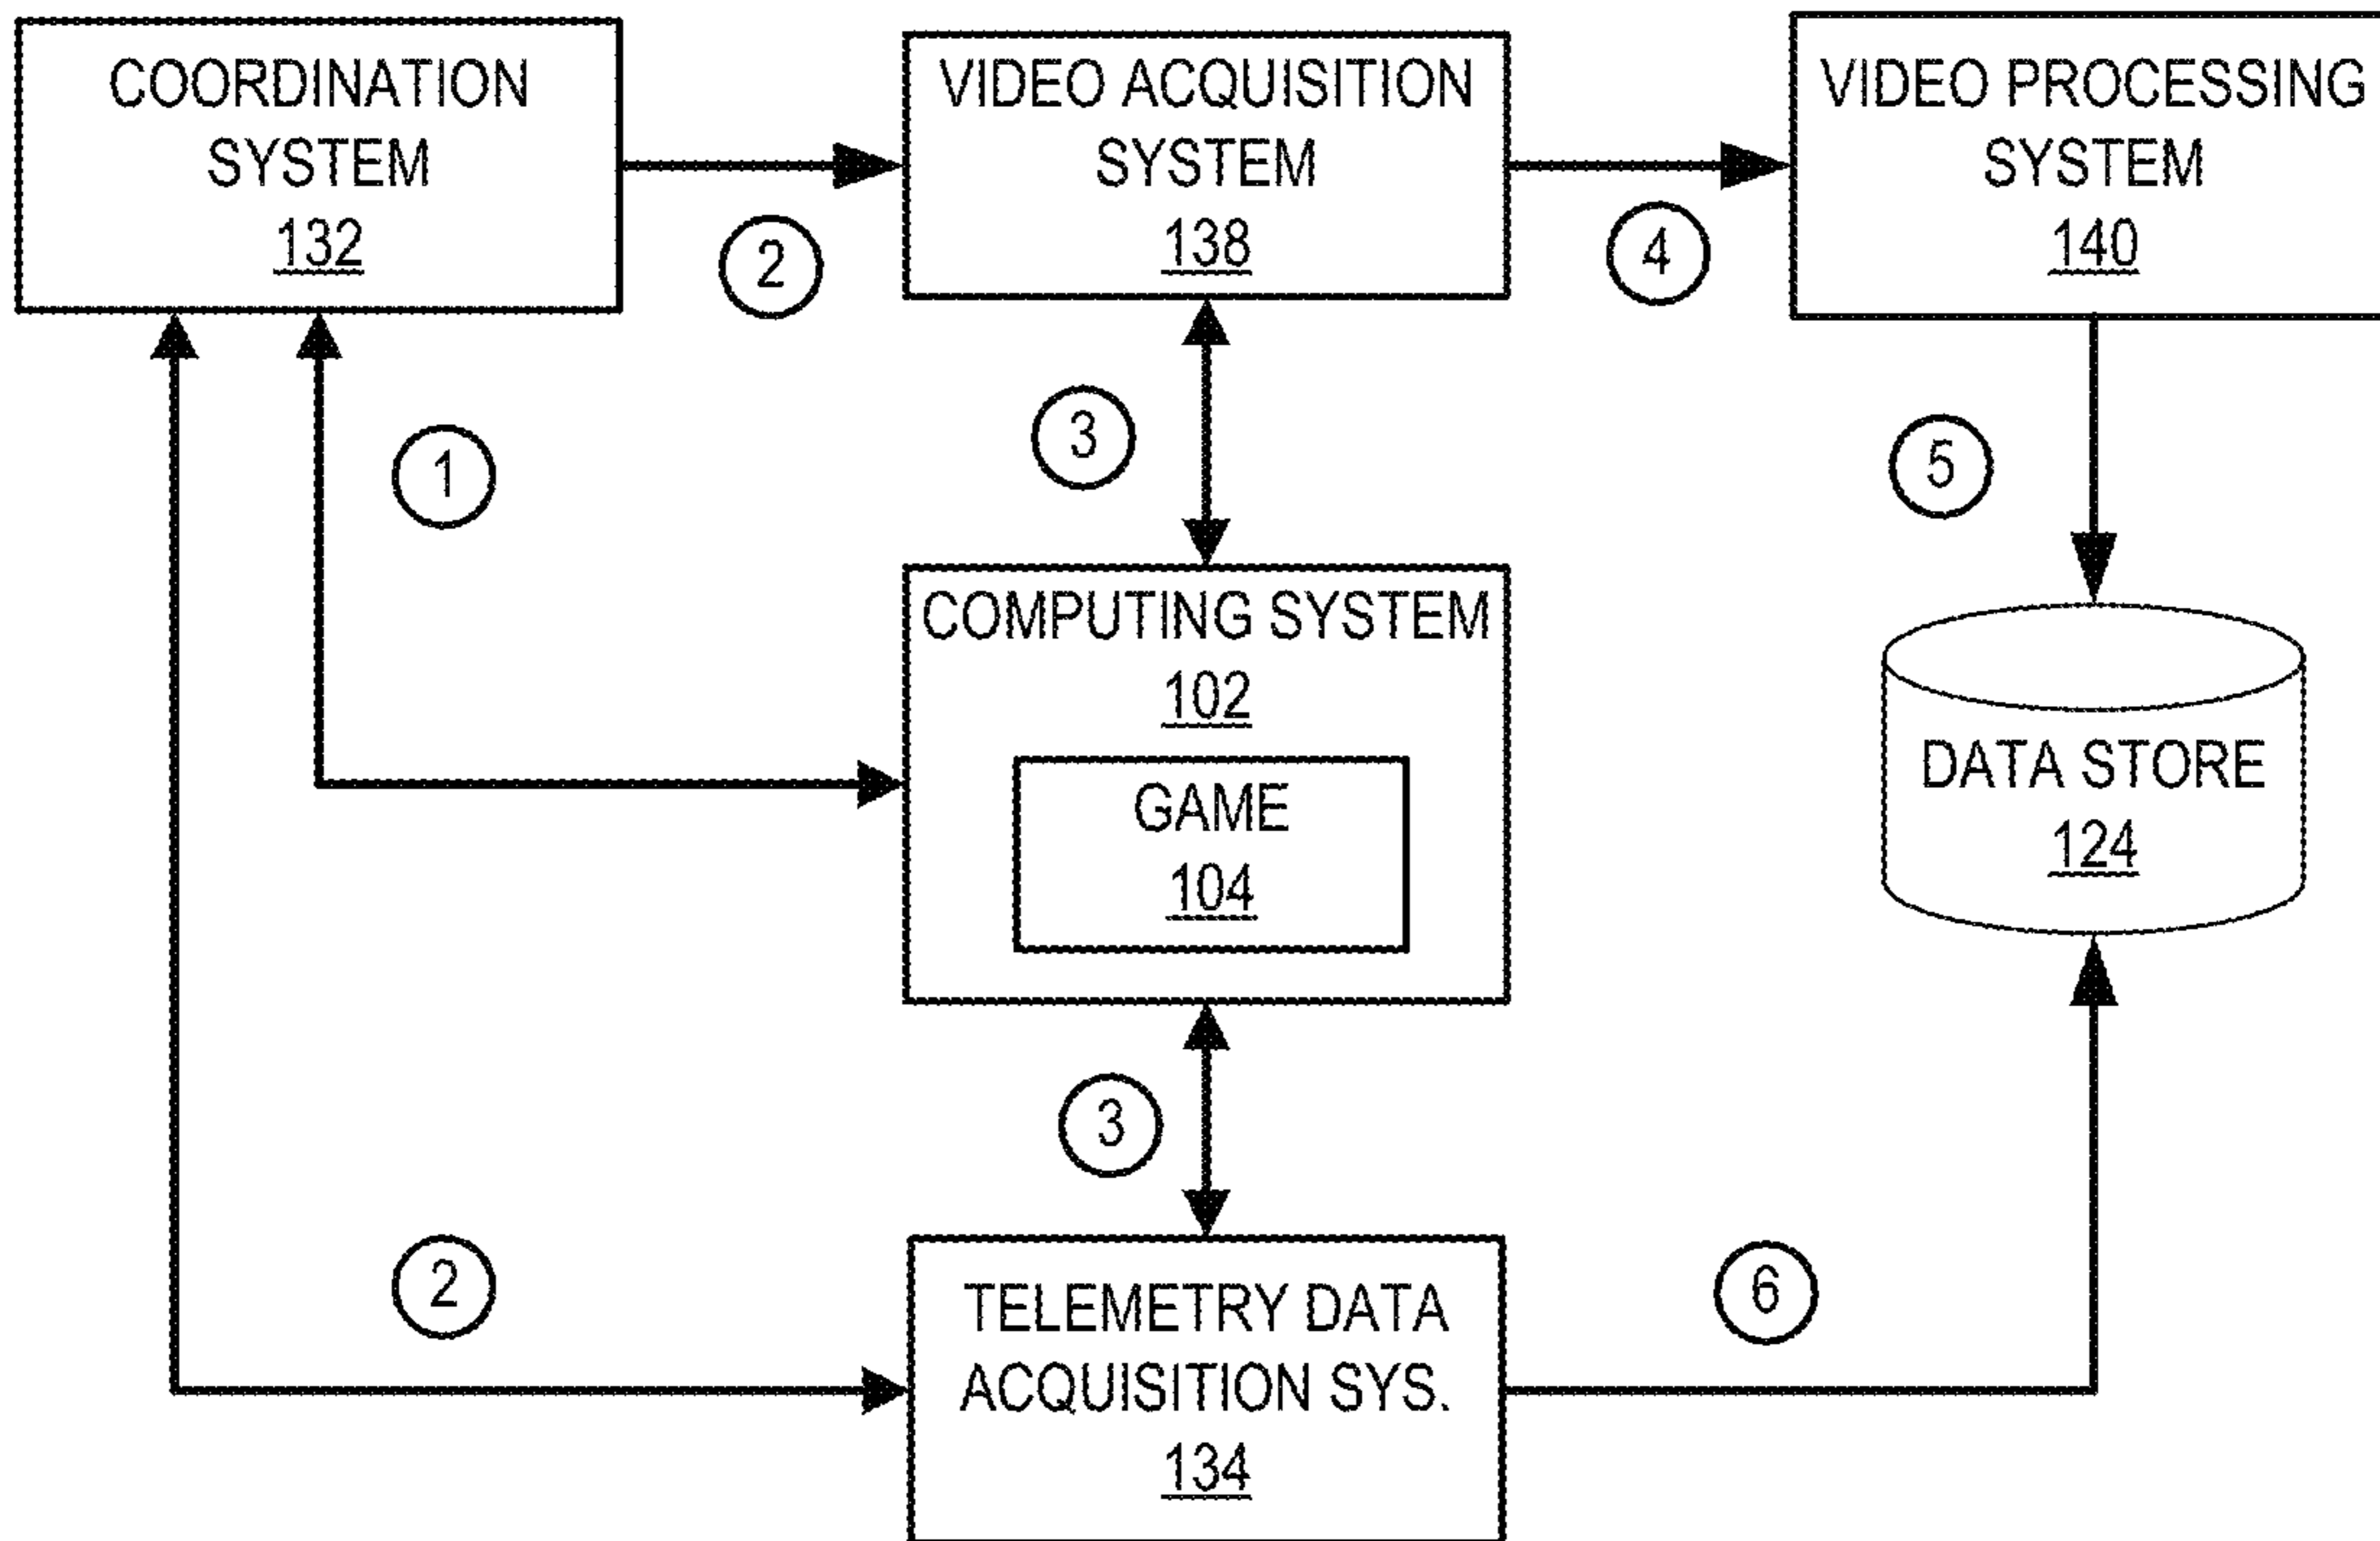 COORDINATION
SYSTEM
132
VIDEO ACQUISITION
SYSTEM
138
VIDEO PROCESSING
SYSTEM
140
2
4
1
3
5
COMPUTING SYSTEM
102
GAME
104
DATA STORE
124
3
2
6
TELEMETRY DATA
ACQUISITION SYS.
134